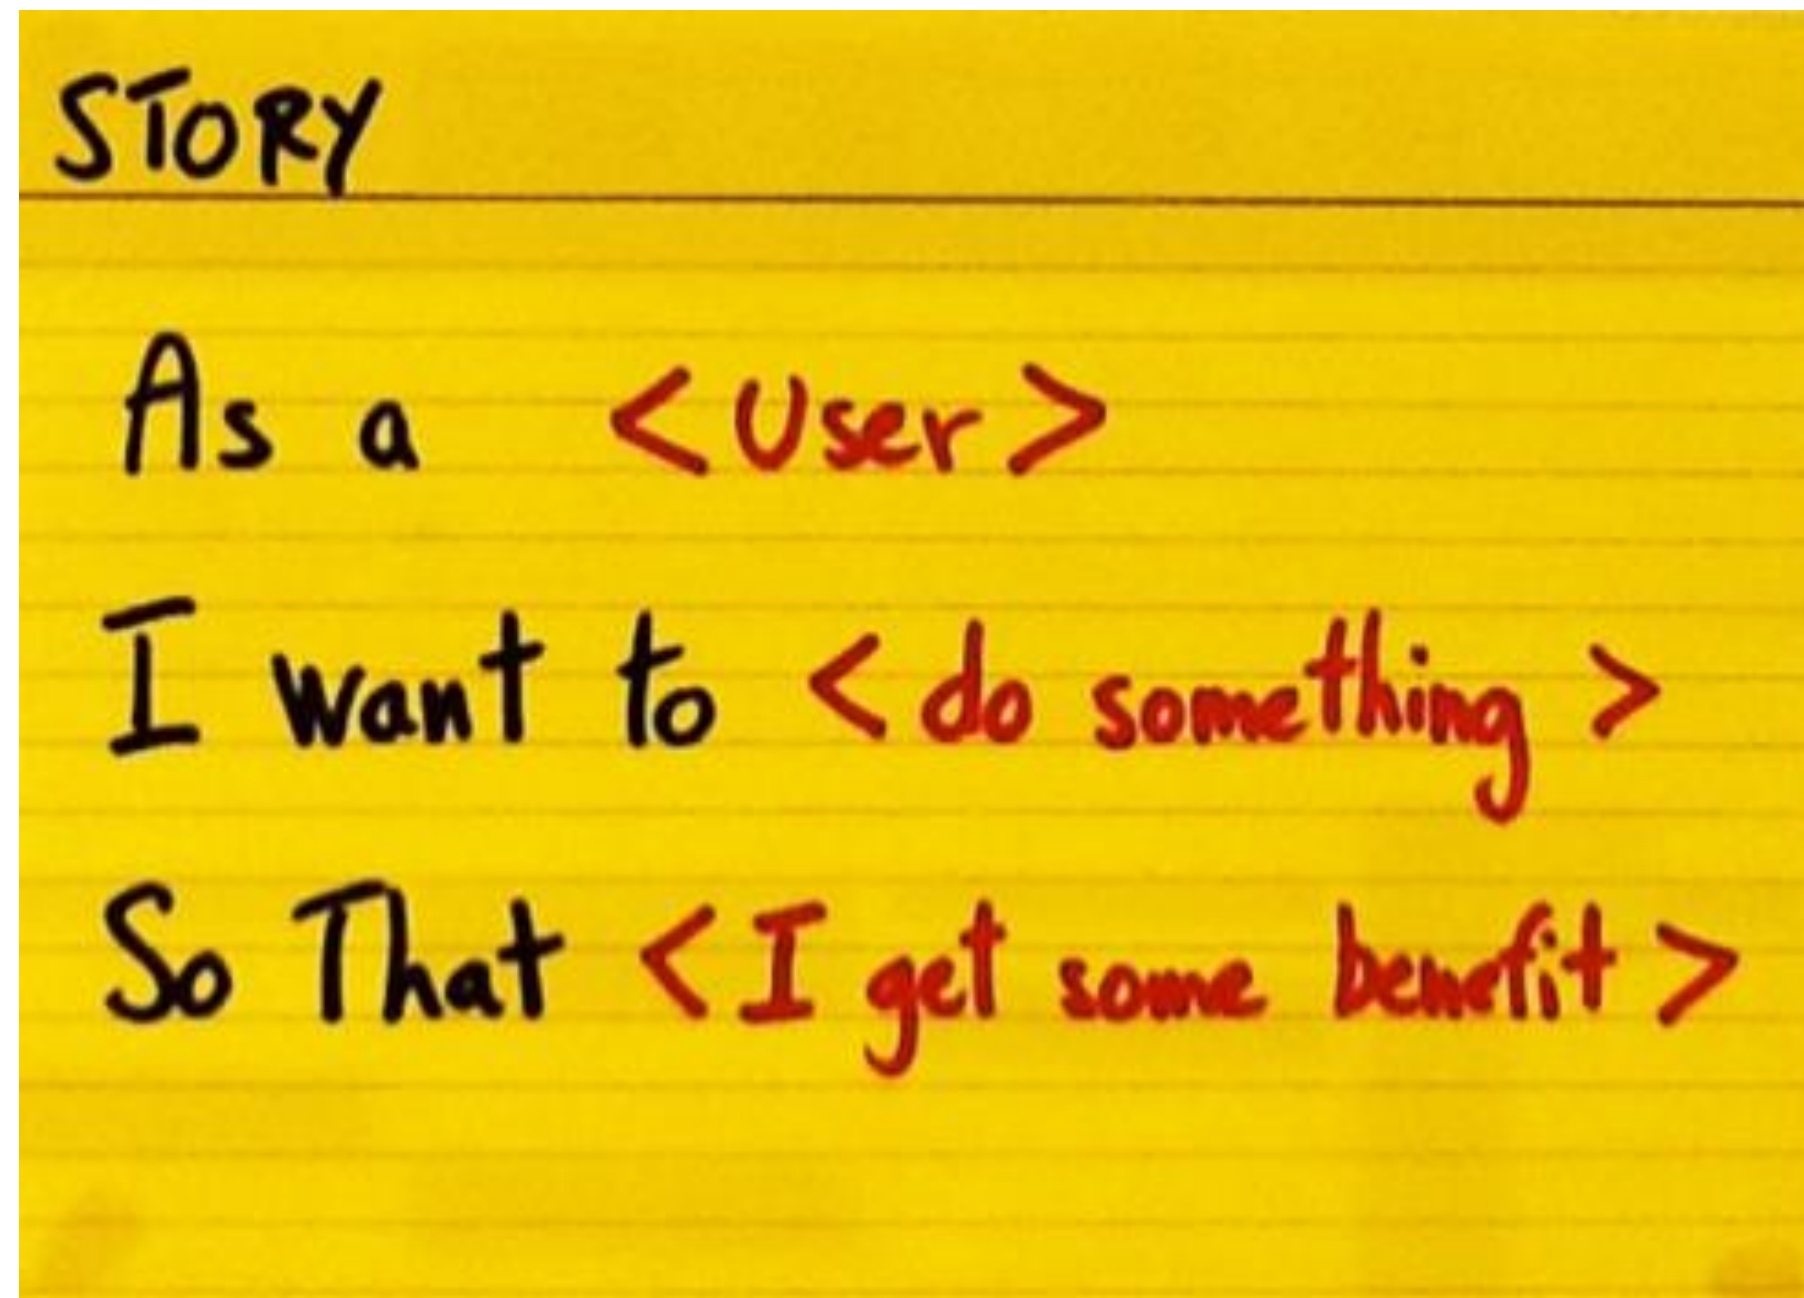 STORY
As a <User>
I want to <do something>
So That <I get some benefit>